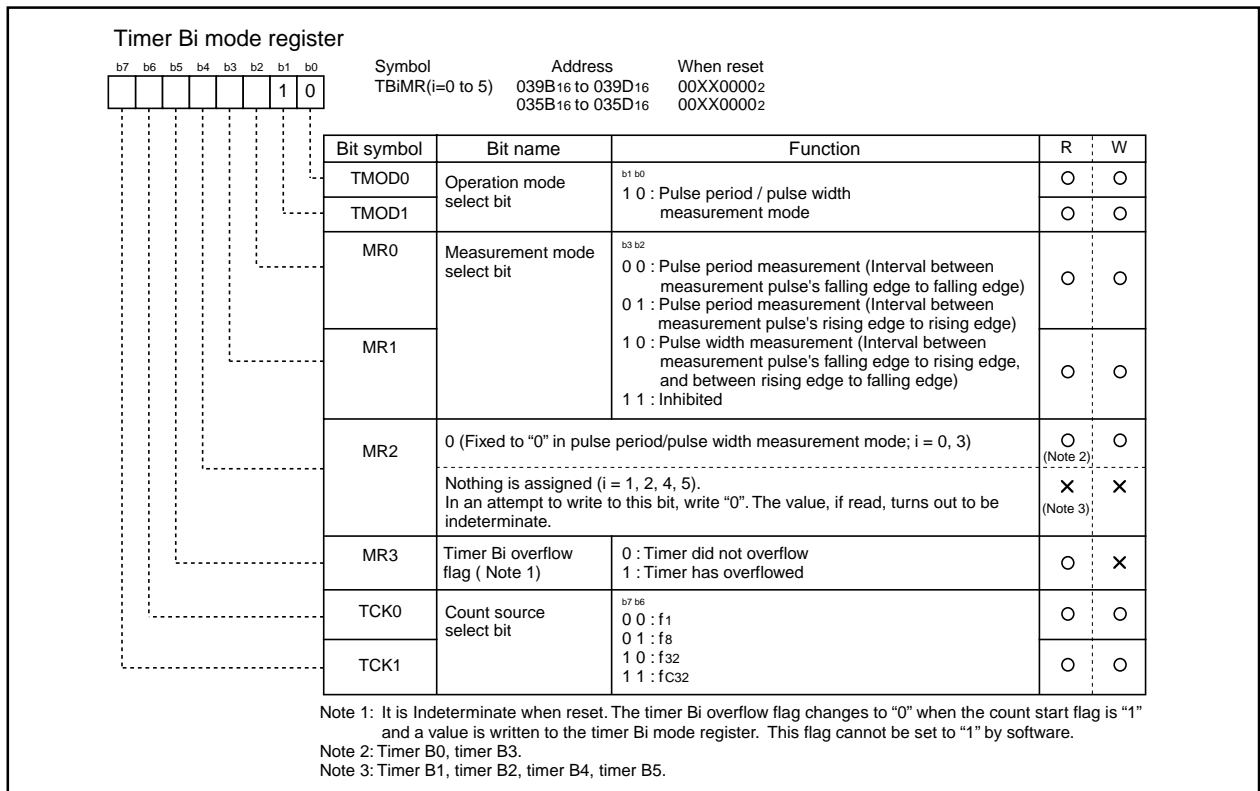 Timer Bi mode register
b7 b6 b5 b4 b3 b2 b1 b0
1 0
Symbol Address When reset
TBiMR(i=0 to 5) 039B16 to 039D16 00XX00002
035B16 to 035D16 00XX00002
Bit symbol Bit name Function R W
TMOD0 Operation mode select bit
b1 b0
1 0 : Pulse period / pulse width
measurement mode
O O
TMOD1 O O
MR0 Measurement mode
select bit
b3 b2
0 0 : Pulse period measurement (Interval between
measurement pulse's falling edge to falling edge)
0 1 : Pulse period measurement (Interval between
measurement pulse's rising edge to rising edge)
O O
MR1
1 0 : Pulse width measurement (Interval between
measurement pulse's falling edge to rising edge,
and between rising edge to falling edge)
1 1 : Inhibited
O O
MR2
0 (Fixed to “0” in pulse period/pulse width measurement mode; i = 0, 3) O O
(Note 2)
Nothing is assigned (i = 1, 2, 4, 5). × ×
In an attempt to write to this bit, write “0”. The value, if read, turns out to be
indeterminate.
(Note 3)
MR3 Timer Bi overflow
flag ( Note 1)
0 : Timer did not overflow
1 : Timer has overflowed
O ×
TCK0 Count source
select bit
b7 b6
0 0 : f1
0 1 : f8
O O
TCK1
1 0 : f32
1 1 : fC32
O O
Note 1: It is Indeterminate when reset. The timer Bi overflow flag changes to “0” when the count start flag is “1”
and a value is written to the timer Bi mode register. This flag cannot be set to “1” by software.
Note 2: Timer B0, timer B3.
Note 3: Timer B1, timer B2, timer B4, timer B5.